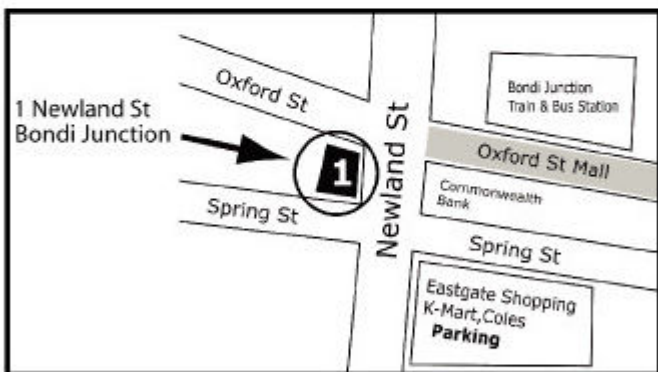 Oxford St
1 Newland St
Bondi Junction
1
Spring St
Newland St
Bondi Junction
Train & Bus Station
Oxford St Mall
Commonwealth
Bank
Spring St
Eastgate Shopping
K-Mart,Coles
Parking